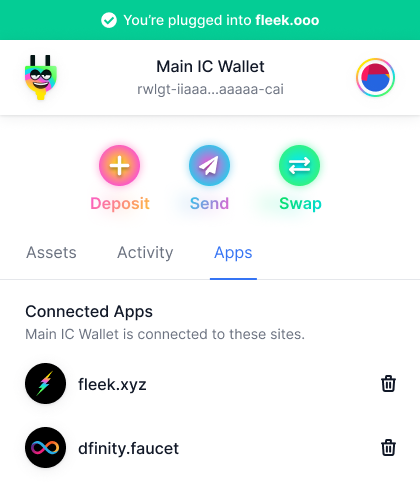 You're plugged into fleek.ooo
Main IC Wallet
rwlgt-iiaaa...aaaaa-cai
Deposit Send Swap
Assets Activity Apps
Connected Apps
Main IC Wallet is connected to these sites.
fleek.xyz
dfinity.faucet